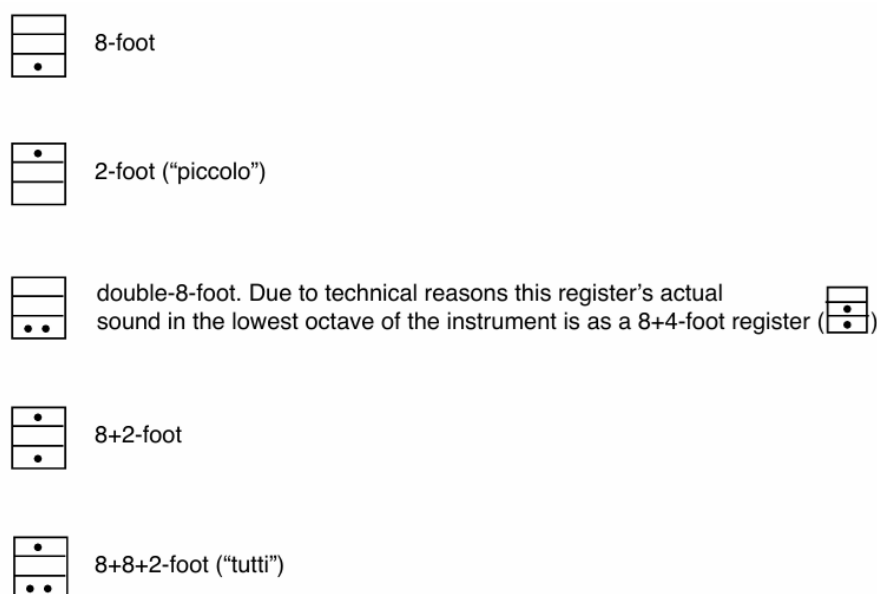 8-foot
2-foot (“piccolo”)
double-8-foot. Due to technical reasons this register’s actual
sound in the lowest octave of the instrument is as a 8+4-foot register ( )
8+2-foot
8+8+2-foot (“tutti”)